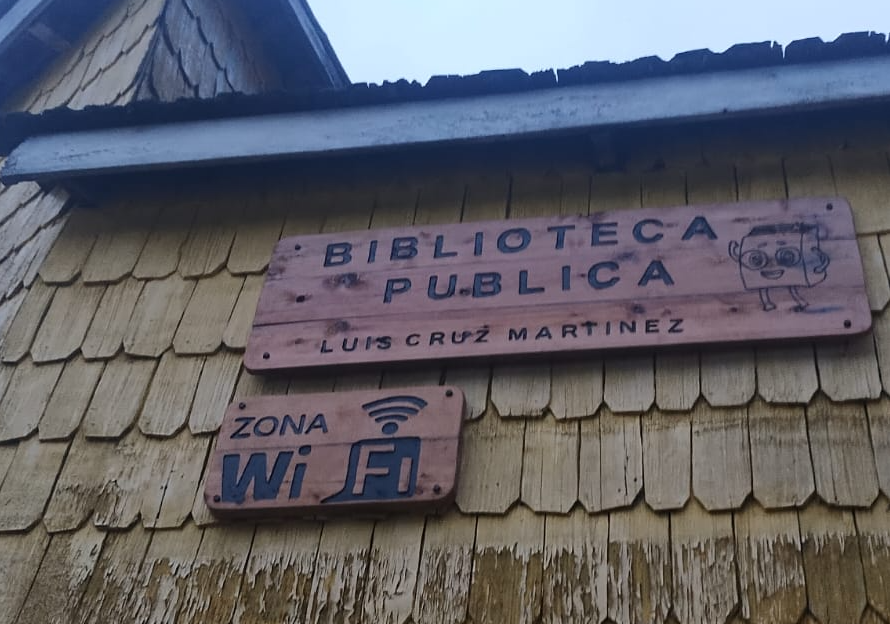 BIBLIOTECA
PUBLICA
LUIS CRUZ MARTINEZ
ZONA
WiFi